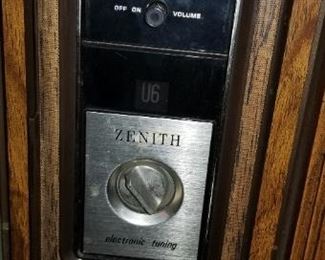 OFF ON VOLUME
U6
ZENITH
electronic tuning